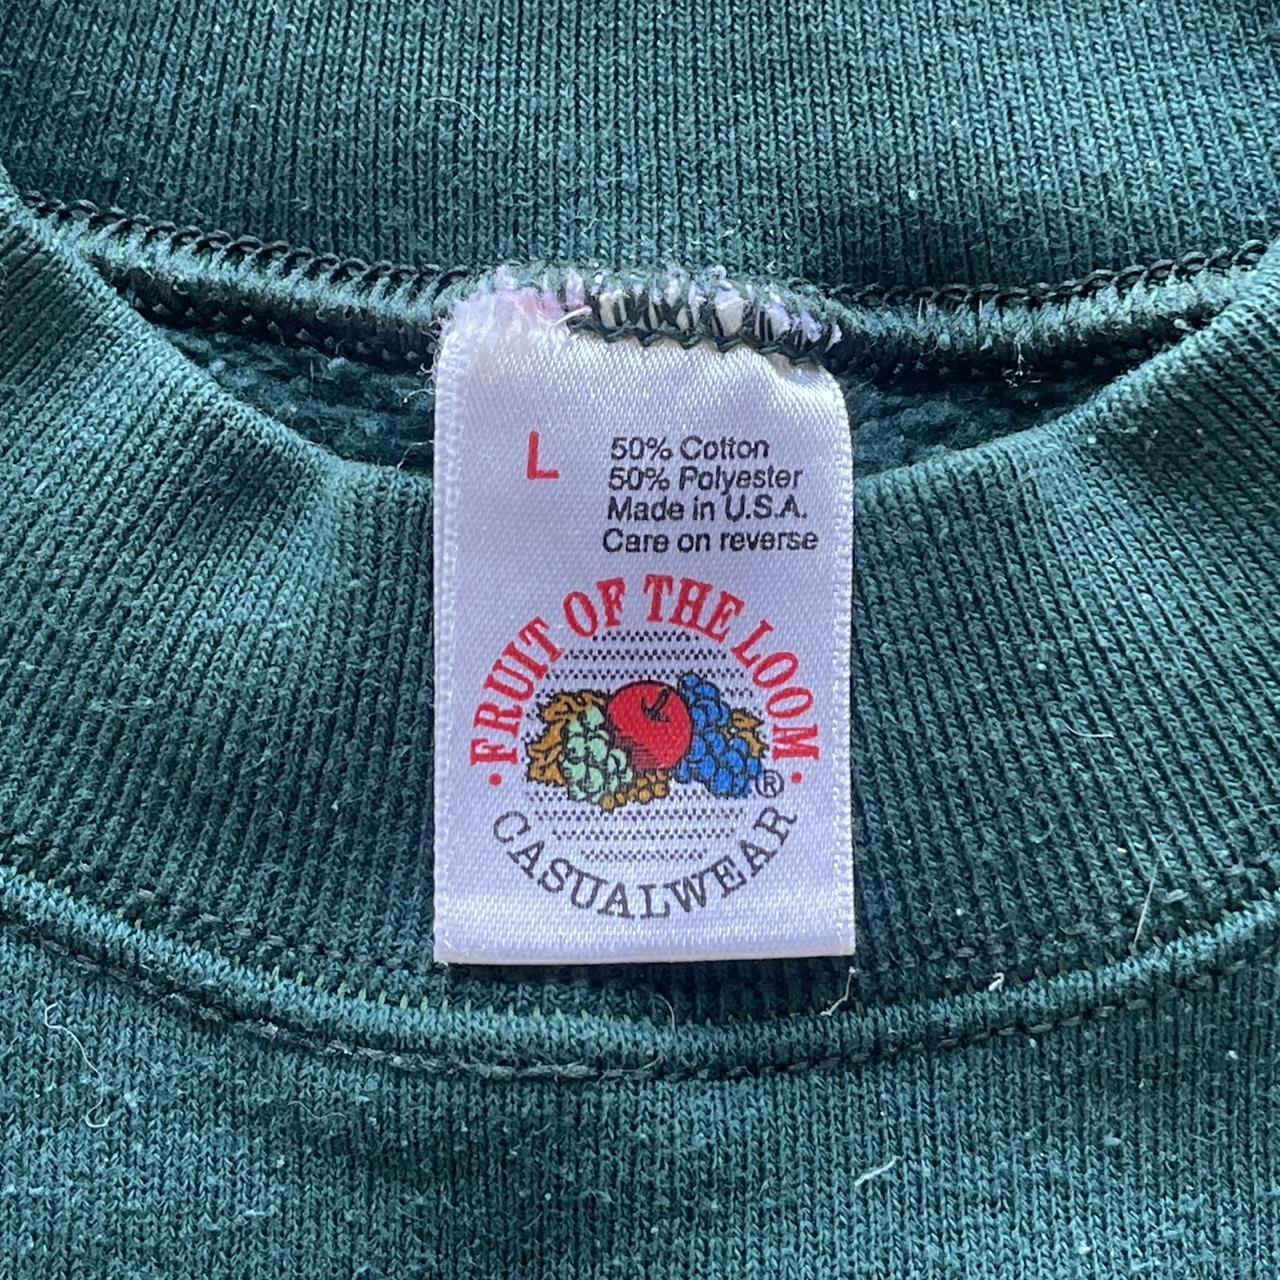 L
50% Cotton
50% Polyester
Made in U.S.A.
Care on reverse
·FRUIT OF THE LOOM·
®
CASUALWEAR